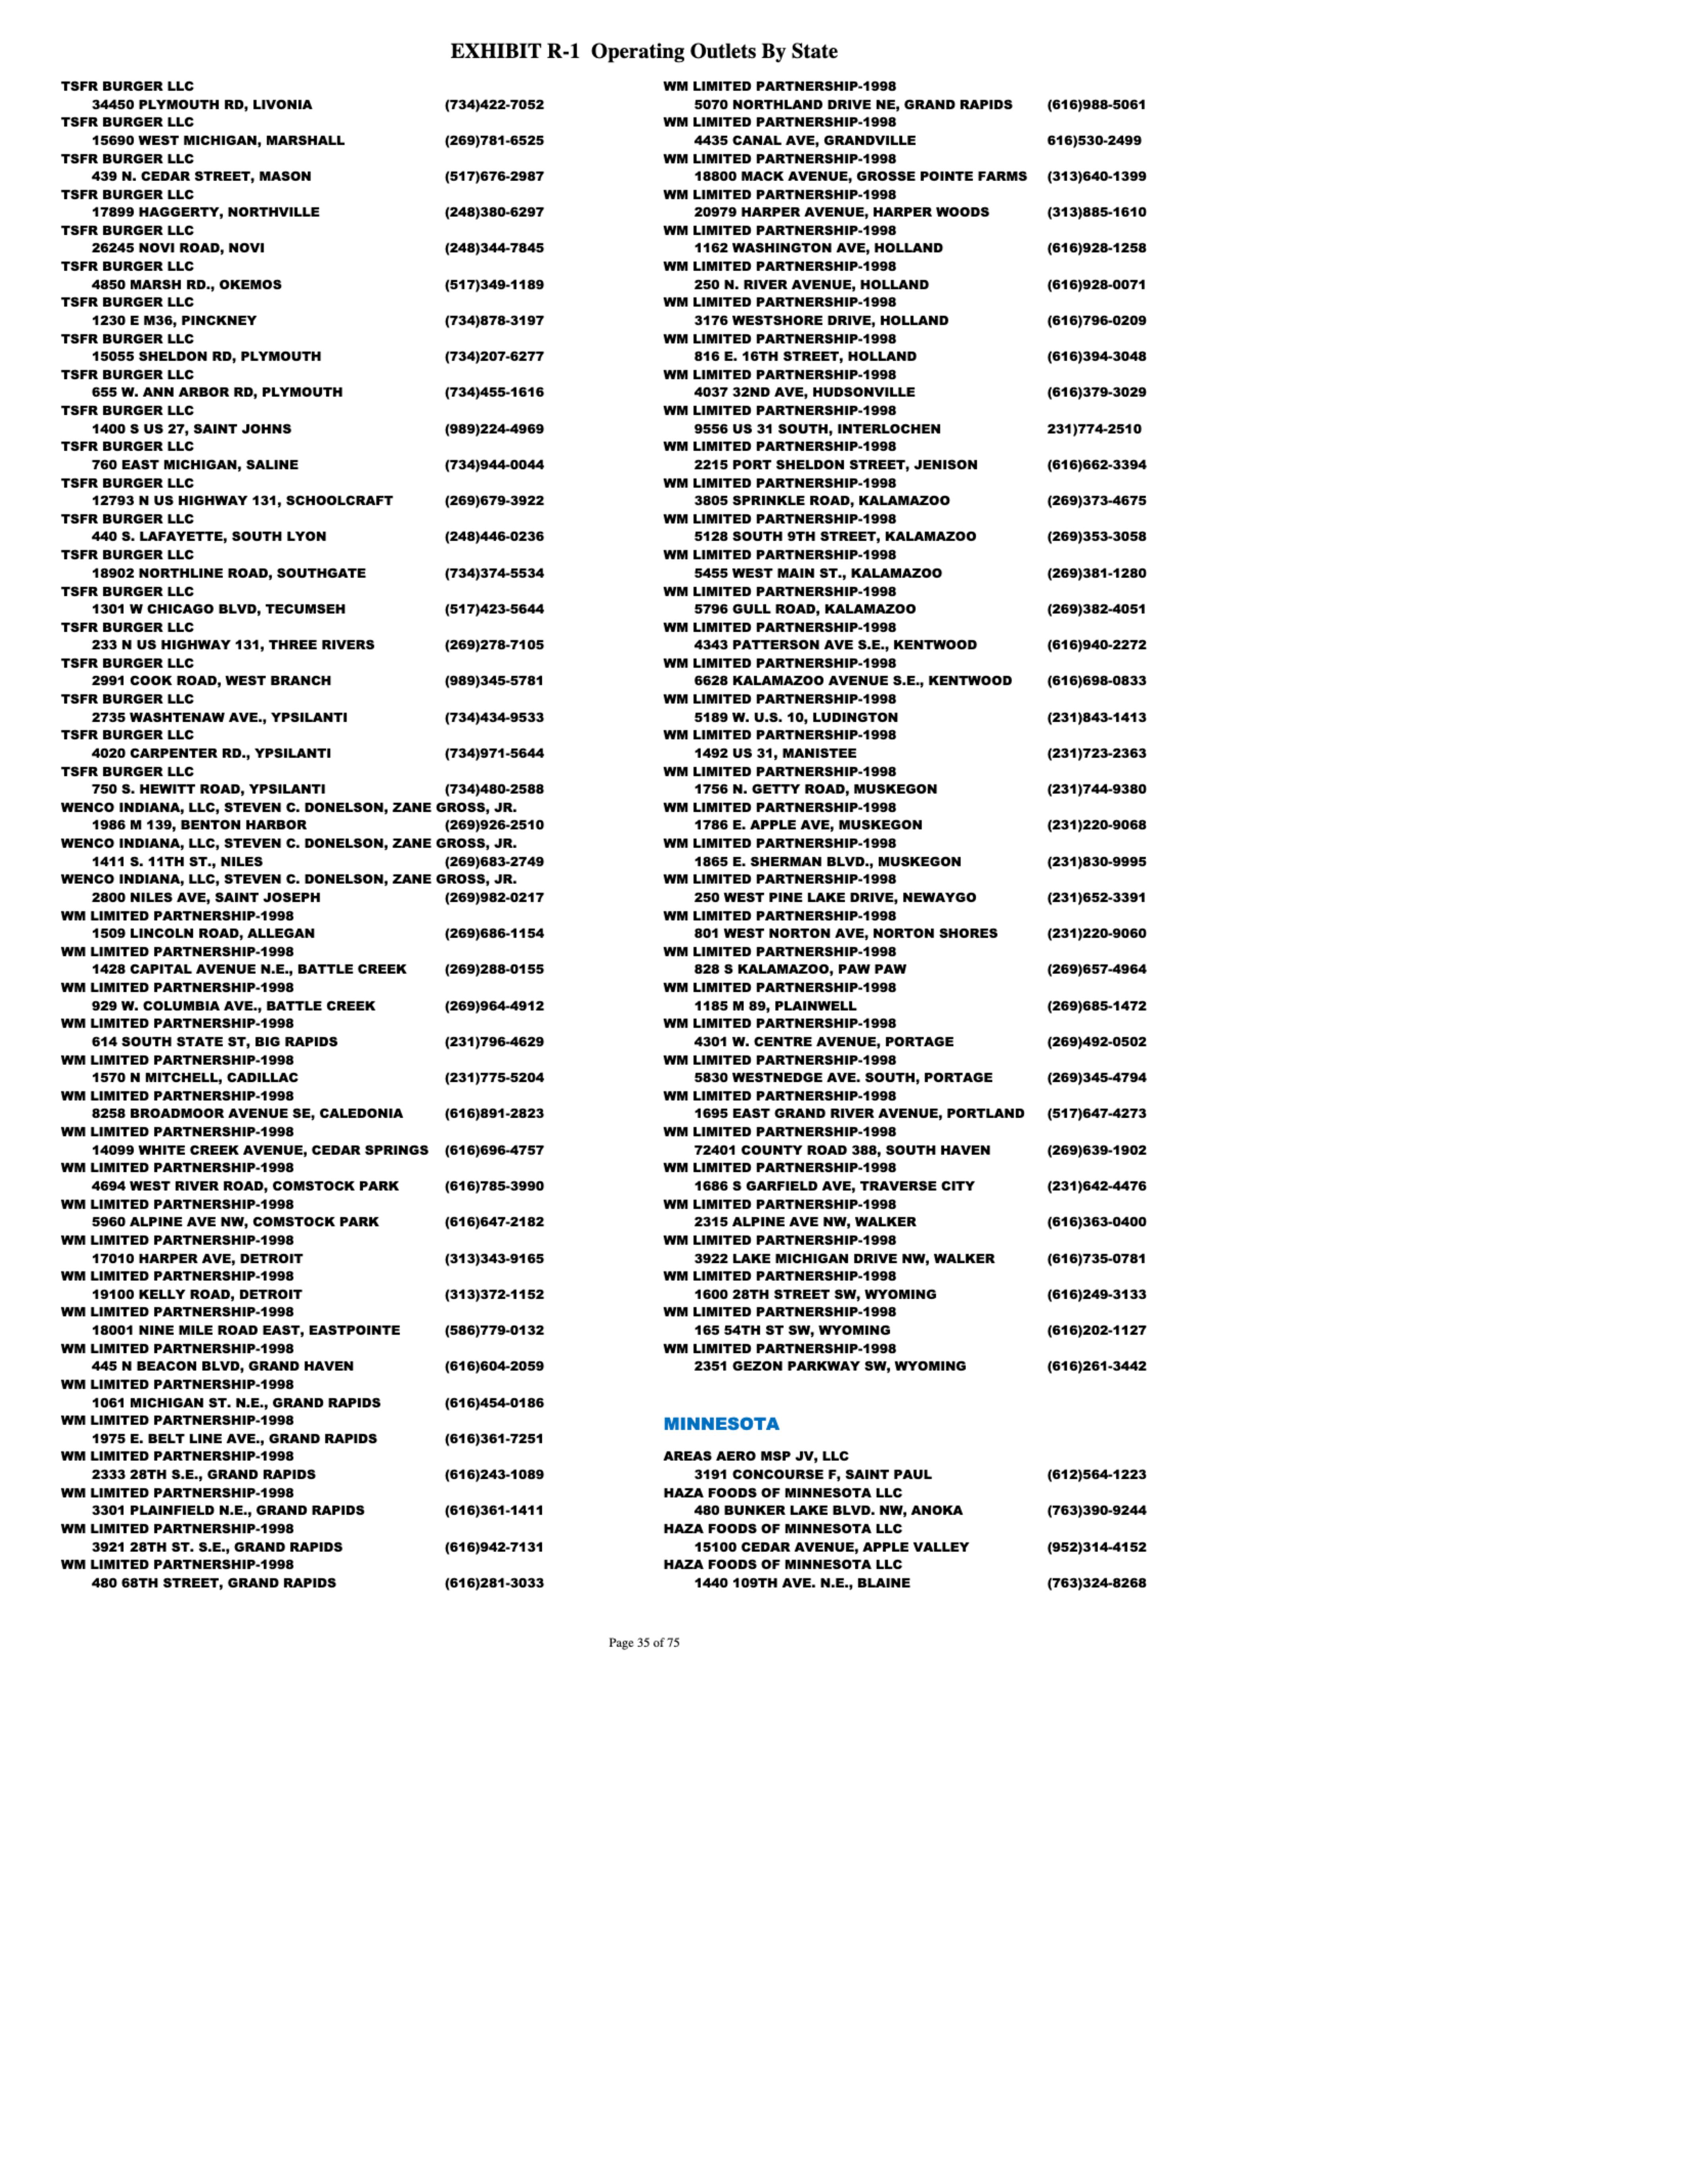 EXHIBIT R-1  Operating Outlets By State
TSFR BURGER LLC
34450 PLYMOUTH RD, LIVONIA (734)422-7052
TSFR BURGER LLC
15690 WEST MICHIGAN, MARSHALL (269)781-6525
TSFR BURGER LLC
439 N. CEDAR STREET, MASON (517)676-2987
TSFR BURGER LLC
17899 HAGGERTY, NORTHVILLE (248)380-6297
TSFR BURGER LLC
26245 NOVI ROAD, NOVI (248)344-7845
TSFR BURGER LLC
4850 MARSH RD., OKEMOS (517)349-1189
TSFR BURGER LLC
1230 E M36, PINCKNEY (734)878-3197
TSFR BURGER LLC
15055 SHELDON RD, PLYMOUTH (734)207-6277
TSFR BURGER LLC
655 W. ANN ARBOR RD, PLYMOUTH (734)455-1616
TSFR BURGER LLC
1400 S US 27, SAINT JOHNS (989)224-4969
TSFR BURGER LLC
760 EAST MICHIGAN, SALINE (734)944-0044
TSFR BURGER LLC
12793 N US HIGHWAY 131, SCHOOLCRAFT (269)679-3922
TSFR BURGER LLC
440 S. LAFAYETTE, SOUTH LYON (248)446-0236
TSFR BURGER LLC
18902 NORTHLINE ROAD, SOUTHGATE (734)374-5534
TSFR BURGER LLC
1301 W CHICAGO BLVD, TECUMSEH (517)423-5644
TSFR BURGER LLC
233 N US HIGHWAY 131, THREE RIVERS (269)278-7105
TSFR BURGER LLC
2991 COOK ROAD, WEST BRANCH (989)345-5781
TSFR BURGER LLC
2735 WASHTENAW AVE., YPSILANTI (734)434-9533
TSFR BURGER LLC
4020 CARPENTER RD., YPSILANTI (734)971-5644
TSFR BURGER LLC
750 S. HEWITT ROAD, YPSILANTI (734)480-2588
WENCO INDIANA, LLC, STEVEN C. DONELSON, ZANE GROSS, JR.
1986 M 139, BENTON HARBOR (269)926-2510
WENCO INDIANA, LLC, STEVEN C. DONELSON, ZANE GROSS, JR.
1411 S. 11TH ST., NILES (269)683-2749
WENCO INDIANA, LLC, STEVEN C. DONELSON, ZANE GROSS, JR.
2800 NILES AVE, SAINT JOSEPH (269)982-0217
WM LIMITED PARTNERSHIP-1998
1509 LINCOLN ROAD, ALLEGAN (269)686-1154
WM LIMITED PARTNERSHIP-1998
1428 CAPITAL AVENUE N.E., BATTLE CREEK (269)288-0155
WM LIMITED PARTNERSHIP-1998
929 W. COLUMBIA AVE., BATTLE CREEK (269)964-4912
WM LIMITED PARTNERSHIP-1998
614 SOUTH STATE ST, BIG RAPIDS (231)796-4629
WM LIMITED PARTNERSHIP-1998
1570 N MITCHELL, CADILLAC (231)775-5204
WM LIMITED PARTNERSHIP-1998
8258 BROADMOOR AVENUE SE, CALEDONIA (616)891-2823
WM LIMITED PARTNERSHIP-1998
14099 WHITE CREEK AVENUE, CEDAR SPRINGS (616)696-4757
WM LIMITED PARTNERSHIP-1998
4694 WEST RIVER ROAD, COMSTOCK PARK (616)785-3990
WM LIMITED PARTNERSHIP-1998
5960 ALPINE AVE NW, COMSTOCK PARK (616)647-2182
WM LIMITED PARTNERSHIP-1998
17010 HARPER AVE, DETROIT (313)343-9165
WM LIMITED PARTNERSHIP-1998
19100 KELLY ROAD, DETROIT (313)372-1152
WM LIMITED PARTNERSHIP-1998
18001 NINE MILE ROAD EAST, EASTPOINTE (586)779-0132
WM LIMITED PARTNERSHIP-1998
445 N BEACON BLVD, GRAND HAVEN (616)604-2059
WM LIMITED PARTNERSHIP-1998
1061 MICHIGAN ST. N.E., GRAND RAPIDS (616)454-0186
WM LIMITED PARTNERSHIP-1998
1975 E. BELT LINE AVE., GRAND RAPIDS (616)361-7251
WM LIMITED PARTNERSHIP-1998
2333 28TH S.E., GRAND RAPIDS (616)243-1089
WM LIMITED PARTNERSHIP-1998
3301 PLAINFIELD N.E., GRAND RAPIDS (616)361-1411
WM LIMITED PARTNERSHIP-1998
3921 28TH ST. S.E., GRAND RAPIDS (616)942-7131
WM LIMITED PARTNERSHIP-1998
480 68TH STREET, GRAND RAPIDS (616)281-3033
WM LIMITED PARTNERSHIP-1998
5070 NORTHLAND DRIVE NE, GRAND RAPIDS (616)988-5061
WM LIMITED PARTNERSHIP-1998
4435 CANAL AVE, GRANDVILLE 616)530-2499
WM LIMITED PARTNERSHIP-1998
18800 MACK AVENUE, GROSSE POINTE FARMS (313)640-1399
WM LIMITED PARTNERSHIP-1998
20979 HARPER AVENUE, HARPER WOODS (313)885-1610
WM LIMITED PARTNERSHIP-1998
1162 WASHINGTON AVE, HOLLAND (616)928-1258
WM LIMITED PARTNERSHIP-1998
250 N. RIVER AVENUE, HOLLAND (616)928-0071
WM LIMITED PARTNERSHIP-1998
3176 WESTSHORE DRIVE, HOLLAND (616)796-0209
WM LIMITED PARTNERSHIP-1998
816 E. 16TH STREET, HOLLAND (616)394-3048
WM LIMITED PARTNERSHIP-1998
4037 32ND AVE, HUDSONVILLE (616)379-3029
WM LIMITED PARTNERSHIP-1998
9556 US 31 SOUTH, INTERLOCHEN 231)774-2510
WM LIMITED PARTNERSHIP-1998
2215 PORT SHELDON STREET, JENISON (616)662-3394
WM LIMITED PARTNERSHIP-1998
3805 SPRINKLE ROAD, KALAMAZOO (269)373-4675
WM LIMITED PARTNERSHIP-1998
5128 SOUTH 9TH STREET, KALAMAZOO (269)353-3058
WM LIMITED PARTNERSHIP-1998
5455 WEST MAIN ST., KALAMAZOO (269)381-1280
WM LIMITED PARTNERSHIP-1998
5796 GULL ROAD, KALAMAZOO (269)382-4051
WM LIMITED PARTNERSHIP-1998
4343 PATTERSON AVE S.E., KENTWOOD (616)940-2272
WM LIMITED PARTNERSHIP-1998
6628 KALAMAZOO AVENUE S.E., KENTWOOD (616)698-0833
WM LIMITED PARTNERSHIP-1998
5189 W. U.S. 10, LUDINGTON (231)843-1413
WM LIMITED PARTNERSHIP-1998
1492 US 31, MANISTEE (231)723-2363
WM LIMITED PARTNERSHIP-1998
1756 N. GETTY ROAD, MUSKEGON (231)744-9380
WM LIMITED PARTNERSHIP-1998
1786 E. APPLE AVE, MUSKEGON (231)220-9068
WM LIMITED PARTNERSHIP-1998
1865 E. SHERMAN BLVD., MUSKEGON (231)830-9995
WM LIMITED PARTNERSHIP-1998
250 WEST PINE LAKE DRIVE, NEWAYGO (231)652-3391
WM LIMITED PARTNERSHIP-1998
801 WEST NORTON AVE, NORTON SHORES (231)220-9060
WM LIMITED PARTNERSHIP-1998
828 S KALAMAZOO, PAW PAW (269)657-4964
WM LIMITED PARTNERSHIP-1998
1185 M 89, PLAINWELL (269)685-1472
WM LIMITED PARTNERSHIP-1998
4301 W. CENTRE AVENUE, PORTAGE (269)492-0502
WM LIMITED PARTNERSHIP-1998
5830 WESTNEDGE AVE. SOUTH, PORTAGE (269)345-4794
WM LIMITED PARTNERSHIP-1998
1695 EAST GRAND RIVER AVENUE, PORTLAND (517)647-4273
WM LIMITED PARTNERSHIP-1998
72401 COUNTY ROAD 388, SOUTH HAVEN (269)639-1902
WM LIMITED PARTNERSHIP-1998
1686 S GARFIELD AVE, TRAVERSE CITY (231)642-4476
WM LIMITED PARTNERSHIP-1998
2315 ALPINE AVE NW, WALKER (616)363-0400
WM LIMITED PARTNERSHIP-1998
3922 LAKE MICHIGAN DRIVE NW, WALKER (616)735-0781
WM LIMITED PARTNERSHIP-1998
1600 28TH STREET SW, WYOMING (616)249-3133
WM LIMITED PARTNERSHIP-1998
165 54TH ST SW, WYOMING (616)202-1127
WM LIMITED PARTNERSHIP-1998
2351 GEZON PARKWAY SW, WYOMING (616)261-3442
MINNESOTA
AREAS AERO MSP JV, LLC
3191 CONCOURSE F, SAINT PAUL (612)564-1223
HAZA FOODS OF MINNESOTA LLC
480 BUNKER LAKE BLVD. NW, ANOKA (763)390-9244
HAZA FOODS OF MINNESOTA LLC
15100 CEDAR AVENUE, APPLE VALLEY (952)314-4152
HAZA FOODS OF MINNESOTA LLC
1440 109TH AVE. N.E., BLAINE (763)324-8268
Page 35 of 75